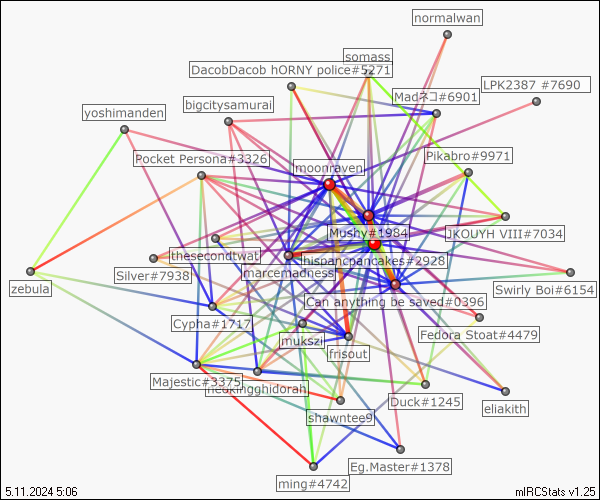 normalwan
somass
DacobDacob hORNY police#5271
LPK2387 #7690
Madネコ#6901
bigcitysamurai
yoshimanden
Pocket Persona#3326
Pikabro#9971
moonraven
Mushy#1984
JKOUYH VIII#7034
thesecondtwat
hispancpancakes#2928
marcemadness
Silver#7938
zebula
Swirly Boi#6154
Can anything be saved#0396
Cypha#1717
Fedora Stoat#4479
mukszii
frisout
Majestic#3375
neokingghidorah
Duck#1245
eliakith
shawntee9
Eg.Master#1378
ming#4742
5.11.2024 5:06
mIRCStats v1.25